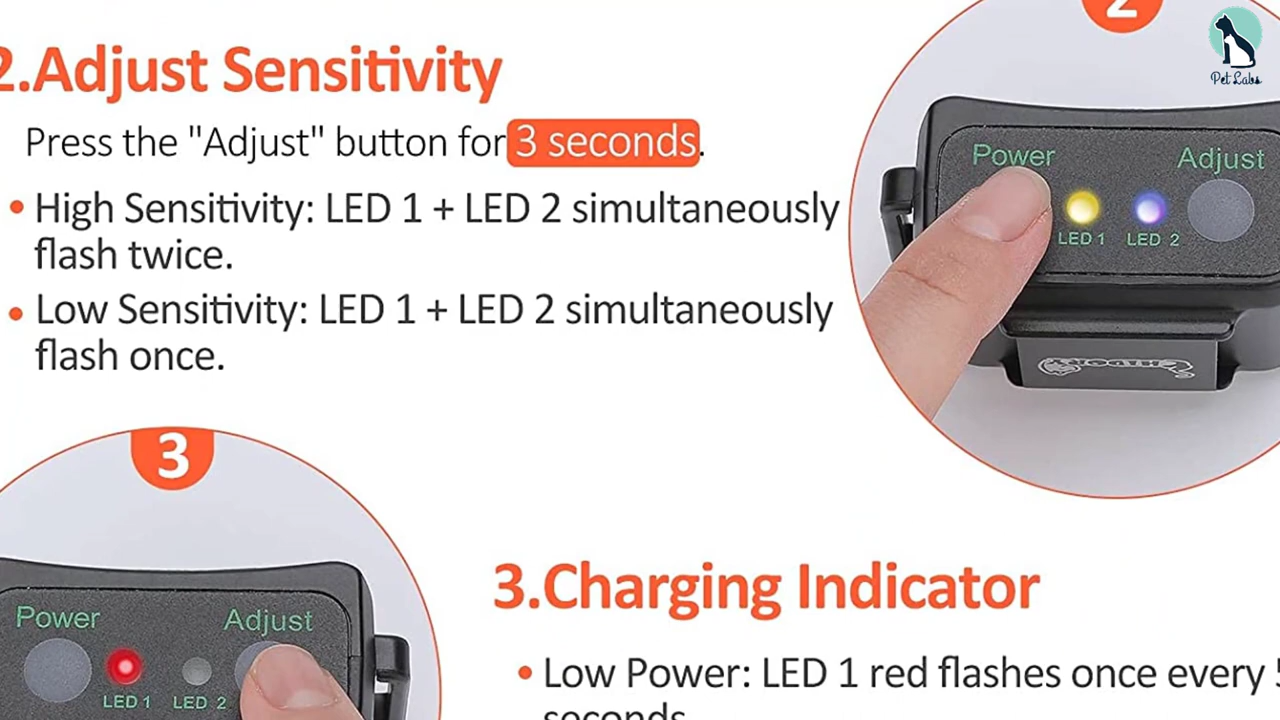 2
Pet Labs
2.Adjust Sensitivity
Press the "Adjust" button for 3 seconds.
• High Sensitivity: LED 1 + LED 2 simultaneously
flash twice.
• Low Sensitivity: LED 1 + LED 2 simultaneously
flash once.
Power
Adjust
LED 1
LED 2
3
Power
Adjust
LED 1
LED 2
3.Charging Indicator
• Low Power: LED 1 red flashes once every 5
seconds